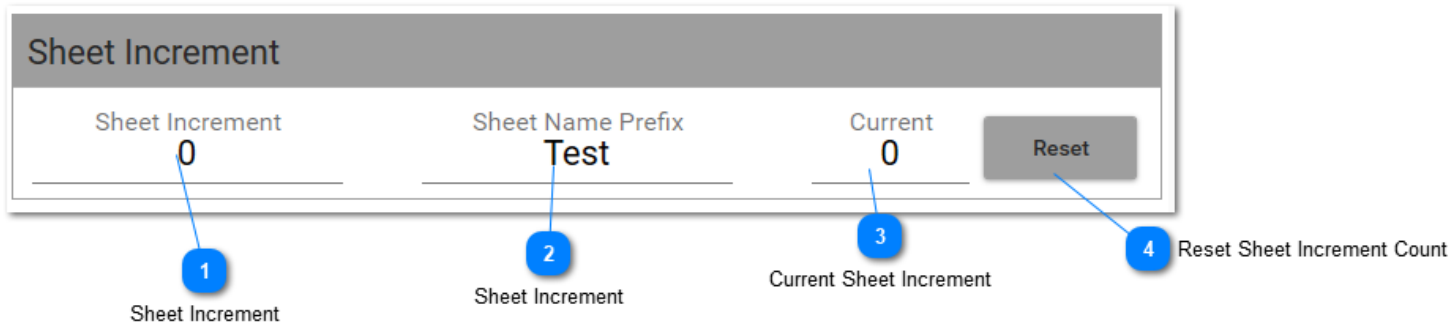 Sheet Increment
Sheet Increment Sheet Name Prefix Current
0 Test 0 Reset
1 Sheet Increment
2 Sheet Increment
3 Current Sheet Increment
4 Reset Sheet Increment Count